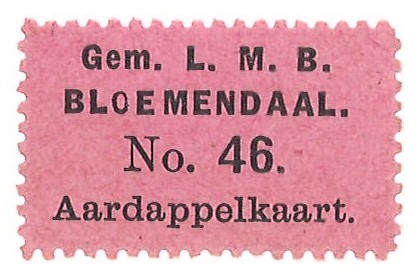 Gem. L. M. B.
BLOEMENDAAL.
No. 46.
Aardappelkaart.